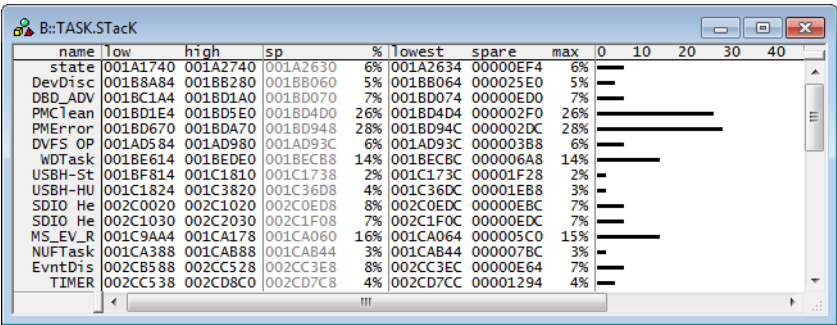 B::TASK.STacK
name low high sp % lowest spare max 0 10 20 30 40
state 001A1740 001A2740 001A2630 6% 001A2634 00000EF4 6%
DevDisc 001B8A84 001BB280 001BB060 5% 001BB064 000025E0 5%
DBD_ADV 001BC1A4 001BD1A0 001BD070 7% 001BD074 00000ED0 7%
PMClean 001BD1E4 001BD5E0 001BD4D0 26% 001BD4D4 000002F0 26%
PMError 001BD670 001BDA70 001BD948 28% 001BD94C 000002DC 28%
DVFS OP 001AD584 001AD980 001AD93C 6% 001AD93C 000003B8 6%
WDTask 001BE614 001BEDE0 001BECB8 14% 001BECBC 000006A8 14%
USBH-St 001BF814 001C1810 001C1738 2% 001C173C 00001F28 2%
USBH-HU 001C1824 001C3820 001C36D8 4% 001C36DC 00001EB8 3%
SDIO He 002C0020 002C1020 002C0ED8 8% 002C0EDC 00000EBC 7%
SDIO He 002C1030 002C2030 002C1F08 7% 002C1F0C 00000EDC 7%
MS_EV_R 001C9AA4 001CA178 001CA060 16% 001CA064 000005C0 15%
NUFTask 001CA388 001CAB88 001CAB44 3% 001CAB44 000007BC 3%
EvntDis 002CB588 002CC528 002CC3E8 8% 002CC3EC 00000E64 7%
TIMER 002CC538 002CD8C0 002CD7C8 4% 002CD7CC 00001294 4%